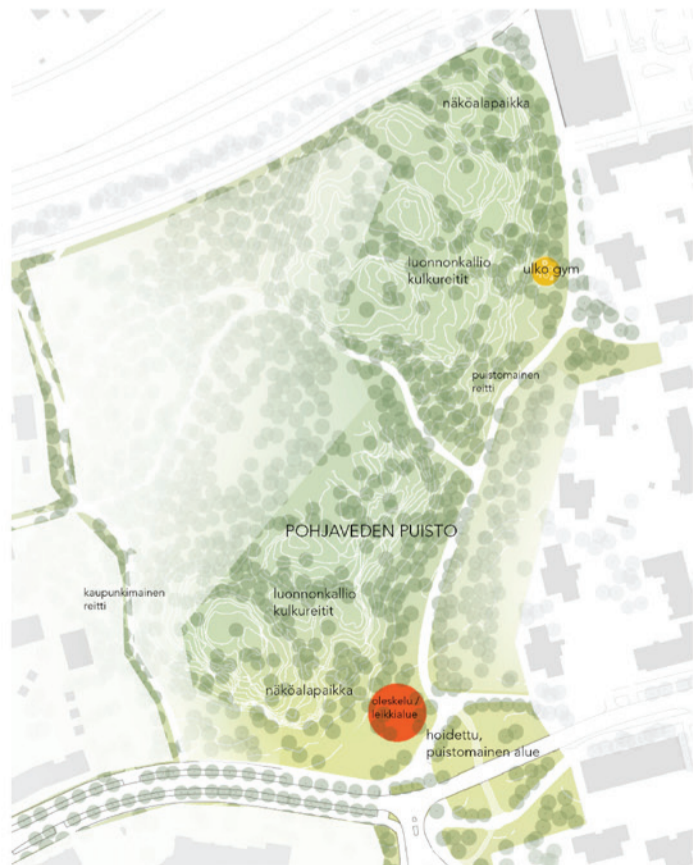 näköalapaikka
luonnonkallio
kulkureitit
ulko gym
puistomainen
reitti
POHJAVEDEN PUISTO
kaupunkimainen
reitti
luonnonkallio
kulkureitit
näköalapaikka
oleskelu /
leikkialue
hoidettu,
puistomainen alue